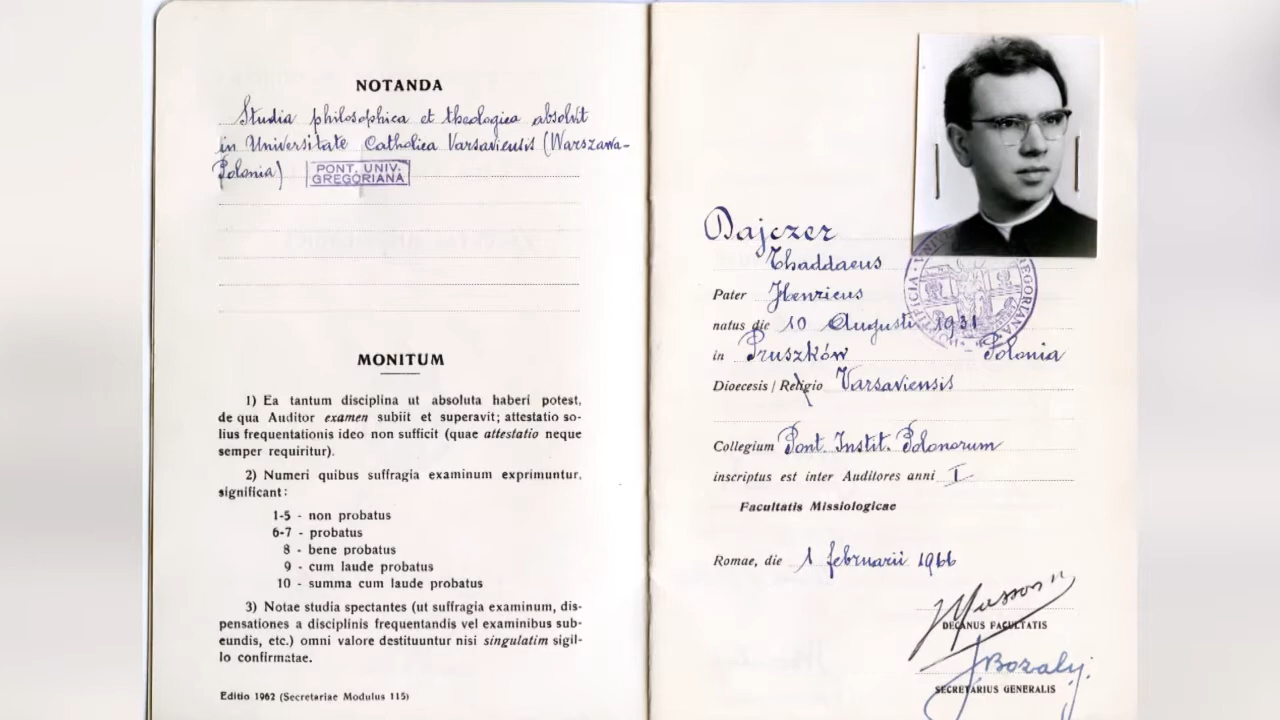 NOTANDA
Studia philosophica et theologica absolvit
in Universitate Catholica Varsaviensis (Warszawa-
Polonia)
PONT. UNIV.
GREGORIANA
MONITUM
1) Ea tantum disciplina ut absoluta haberi potest,
de qua Auditor examen subiit et superavit; attestatio so-
lius frequentationis ideo non sufficit (quae attestatio neque
semper requiritur).
2) Numeri quibus suffragia examinum exprimuntur,
significant:
1-5 - non probatus
6-7 - probatus
8 - bene probatus
9 - cum laude probatus
10 - summa cum laude probatus
3) Notae studia spectantes (ut suffragia examinum, dis-
pensationes a disciplinis frequentandis vel examinibus sub-
eundis, etc.) omni valore destituuntur nisi singulatim sigil-
lo confirmatae.
Editio 1962 (Secretariae Modulus 115)
Dajczer
Thaddaeus
Pater Henricus
natus die 10 Augusti 1931
in Pruszków Polonia
Dioecesis / Religio Varsaviensis
Collegium Pont. Instit. Polonorum
inscriptus est inter Auditores anni I
Facultatis Missiologicae
Romae, die 1 februarii 1966
DECANUS FACULTATIS
SECRETARIUS GENERALIS